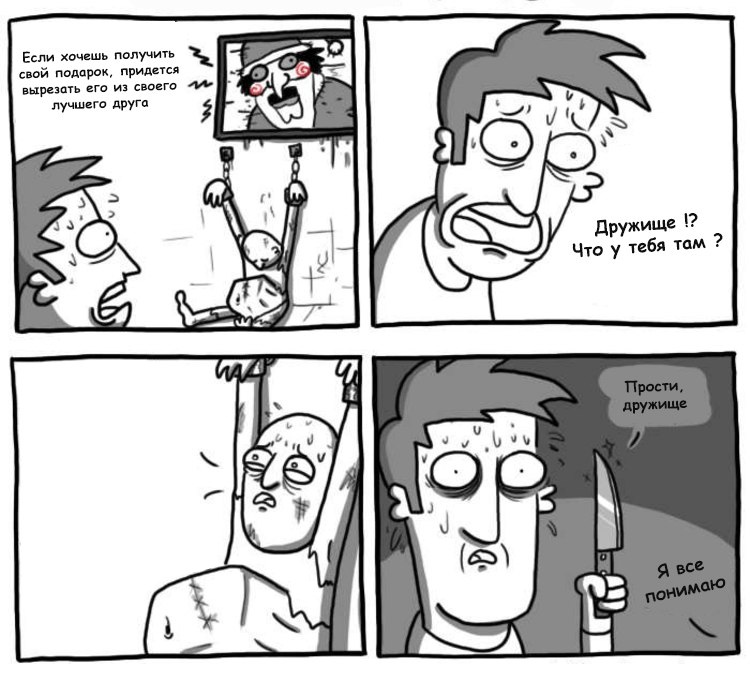 Если хочешь получить
свой подарок, придется
вырезать его из своего
лучшего друга
Дружище !?
Что у тебя там ?
Прости,
дружище
Я все
понимаю